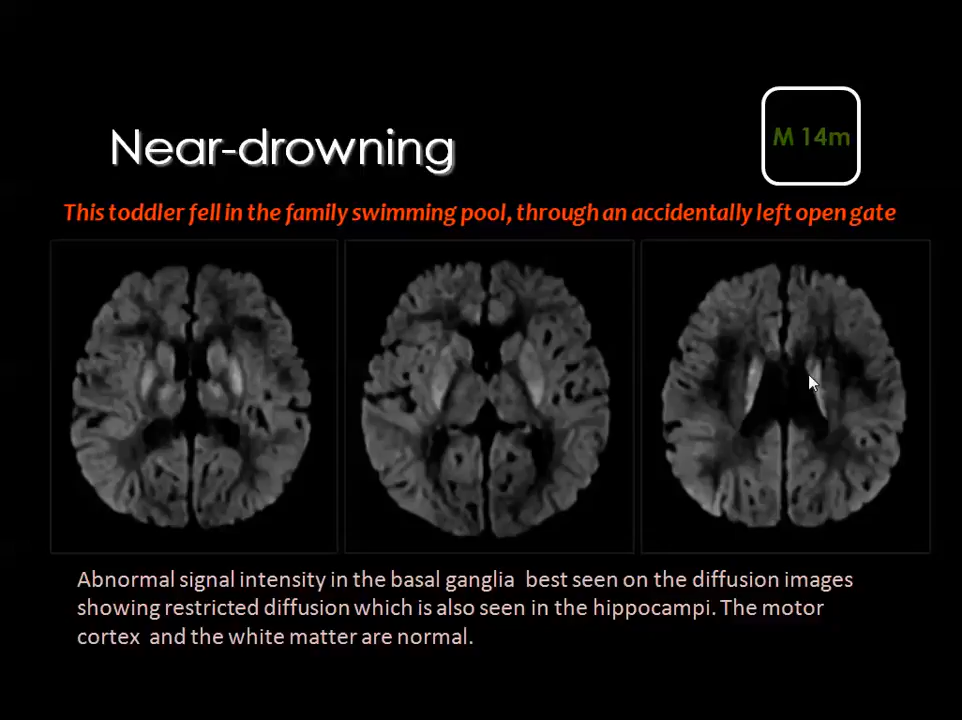 M 14m
Near-drowning
This toddler fell in the family swimming pool, through an accidentally left open gate
Abnormal signal intensity in the basal ganglia best seen on the diffusion images
showing restricted diffusion which is also seen in the hippocampi. The motor
cortex and the white matter are normal.